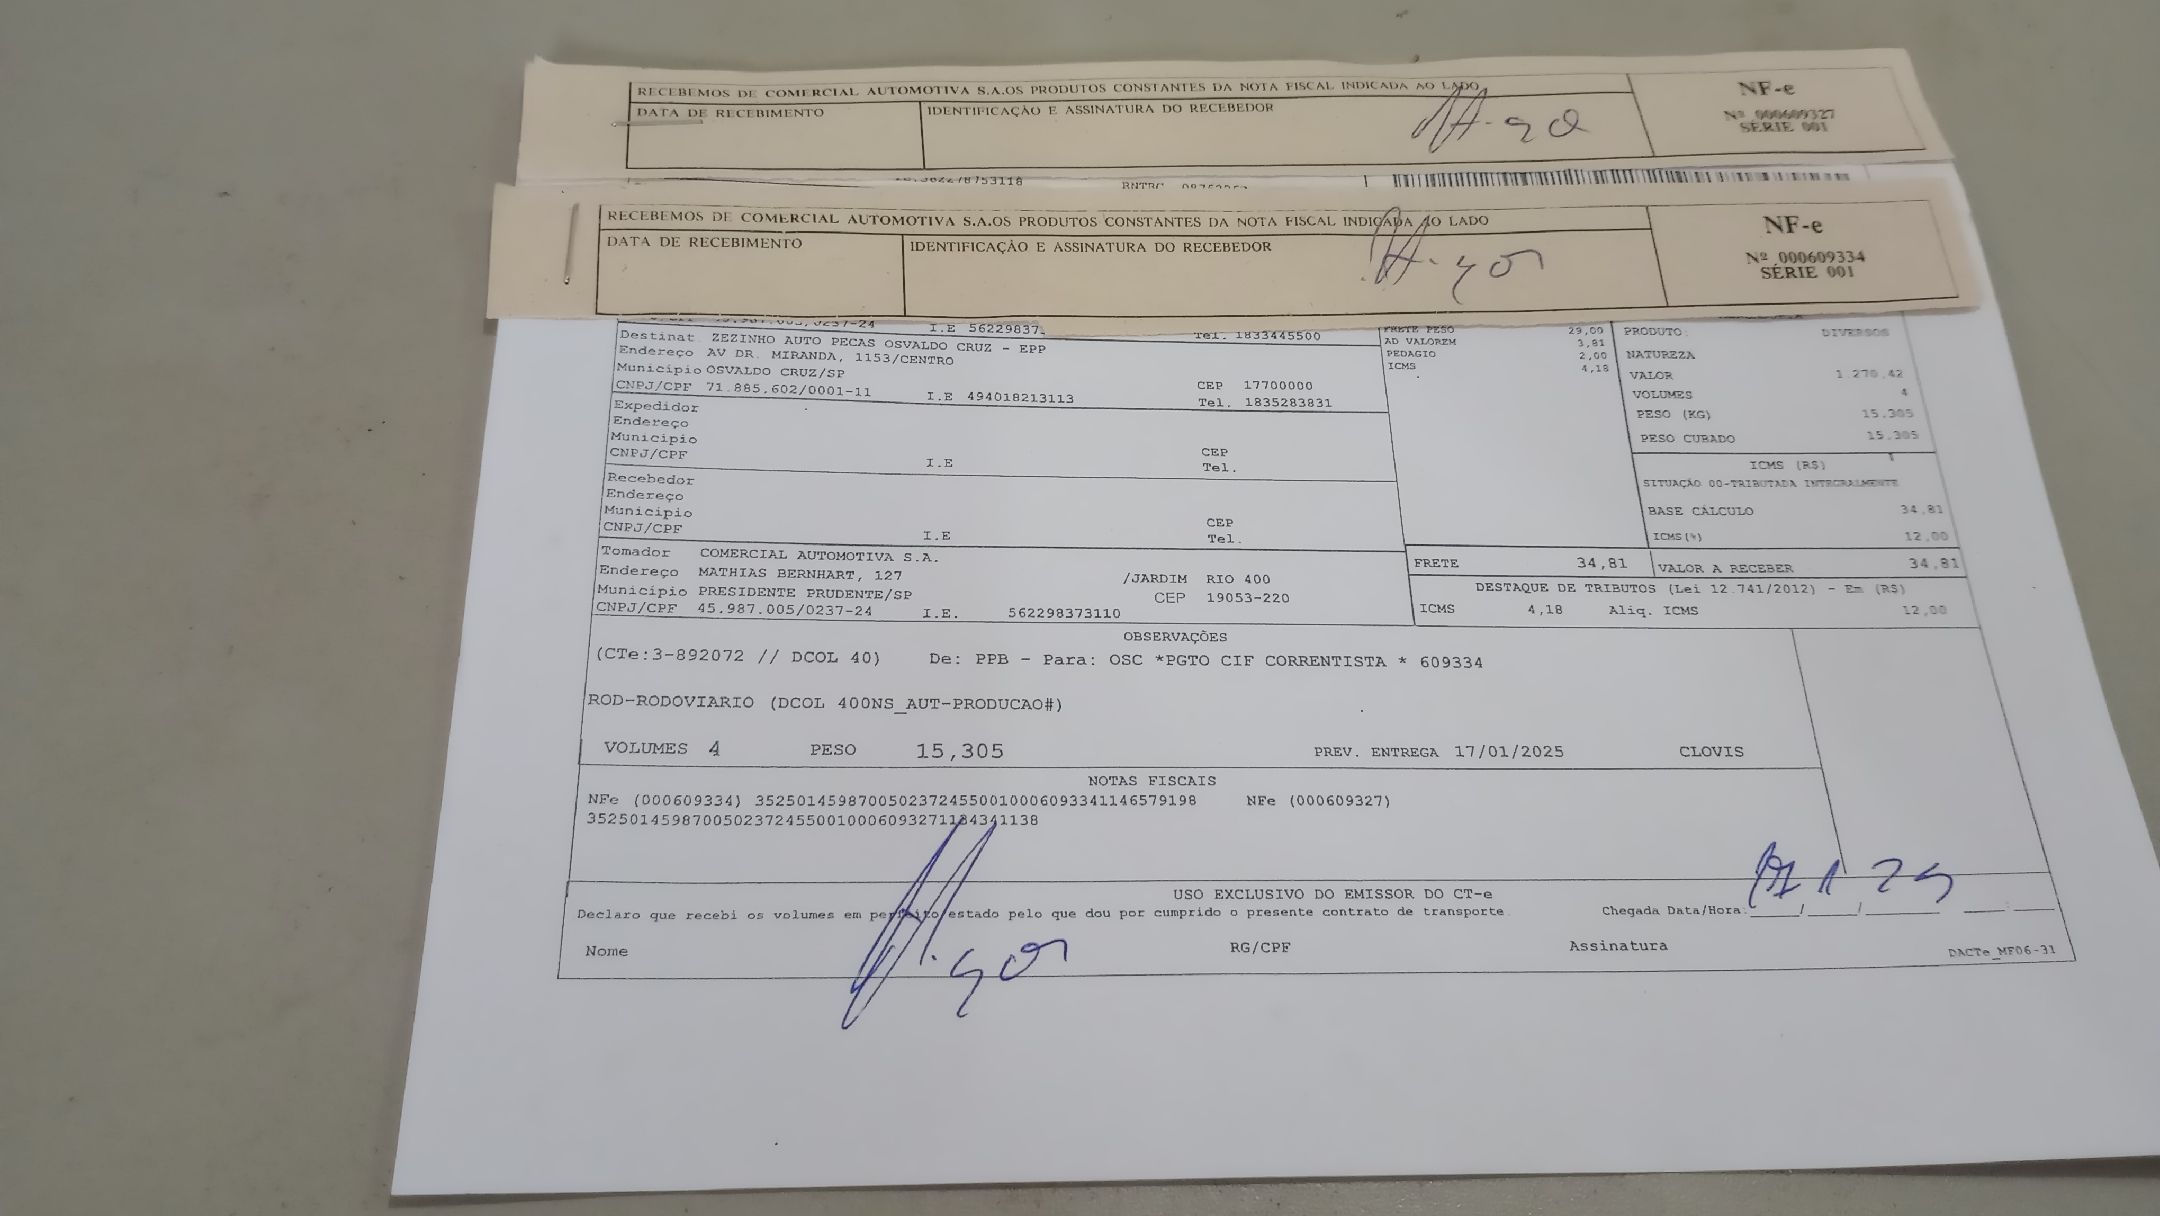 RECEBEMOS DE COMERCIAL AUTOMOTIVA S.A.OS PRODUTOS CONSTANTES DA NOTA FISCAL INDICADA AO LADO
DATA DE RECEBIMENTO
IDENTIFICAÇÃO E ASSINATURA DO RECEBEDOR
NF-e
Nº 000609327
SÉRIE 001
RNTRC
RECEBEMOS DE COMERCIAL AUTOMOTIVA S.A.OS PRODUTOS CONSTANTES DA NOTA FISCAL INDICADA AO LADO
DATA DE RECEBIMENTO
IDENTIFICAÇÃO E ASSINATURA DO RECEBEDOR
NF-e
Nº 000609334
SÉRIE 001
I.E 56229837
Tel. 1833445500
Destinat. ZEZINHO AUTO PECAS OSVALDO CRUZ - EPP
Endereço AV DR. MIRANDA, 1153/CENTRO
Município OSVALDO CRUZ/SP
CEP 17700000
CNPJ/CPF 71.885.602/0001-11 I.E 494018213113 Tel. 1835283831
Expedidor
Endereço
Município
CEP
CNPJ/CPF I.E Tel.
Recebedor
Endereço
Município
CEP
CNPJ/CPF I.E Tel.
Tomador COMERCIAL AUTOMOTIVA S.A.
Endereço MATHIAS BERNHART, 127 /JARDIM RIO 400
Município PRESIDENTE PRUDENTE/SP CEP 19053-220
CNPJ/CPF 45.987.005/0237-24 I.E. 562298373110
FRETE PESO 29,00
AD VALOREM 3,81
PEDAGIO 2,00
ICMS 4,18
PRODUTO: DIVERSOS
NATUREZA
VALOR 1.270,42
VOLUMES 4
PESO (KG) 15.305
PESO CUBADO 15.305
ICMS (R$)
SITUAÇÃO 00-TRIBUTADA INTEGRALMENTE
BASE CÁLCULO 34,81
ICMS(%) 12,00
FRETE 34,81 VALOR A RECEBER 34,81
DESTAQUE DE TRIBUTOS (Lei 12.741/2012) - Em (R$)
ICMS 4,18 Aliq. ICMS 12,00
OBSERVAÇÕES
(CTe:3-892072 // DCOL 40) De: PPB - Para: OSC *PGTO CIF CORRENTISTA * 609334
ROD-RODOVIARIO (DCOL 400NS_AUT-PRODUCAO#)
VOLUMES 4 PESO 15,305 PREV. ENTREGA 17/01/2025 CLOVIS
NOTAS FISCAIS
NFe (000609334) 35250145987005023724550010006093341146579198 NFe (000609327)
35250145987005023724550010006093271184341138
USO EXCLUSIVO DO EMISSOR DO CT-e
Declaro que recebi os volumes em perfeito estado pelo que dou por cumprido o presente contrato de transporte.
Chegada Data/Hora:
Nome RG/CPF Assinatura
DACTe_MF06-31